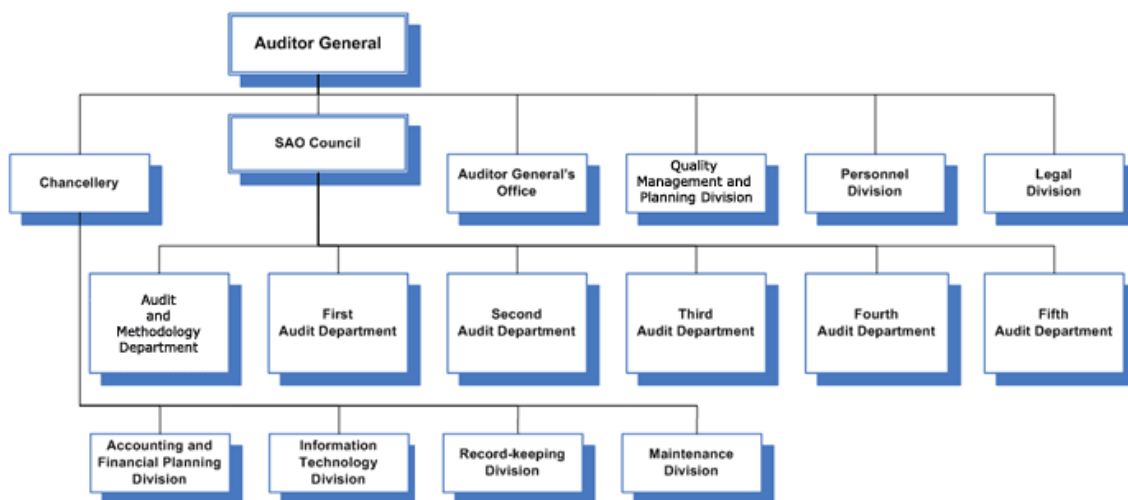 Auditor General
SAO Council
Chancellery
Auditor General's
Office
Quality
Management and
Planning Division
Personnel
Division
Legal
Division
Audit
and
Methodology
Department
First
Audit Department
Second
Audit Department
Third
Audit Department
Fourth
Audit Department
Fifth
Audit Department
Accounting and
Financial Planning
Division
Information
Technology
Division
Record-keeping
Division
Maintenance
Division